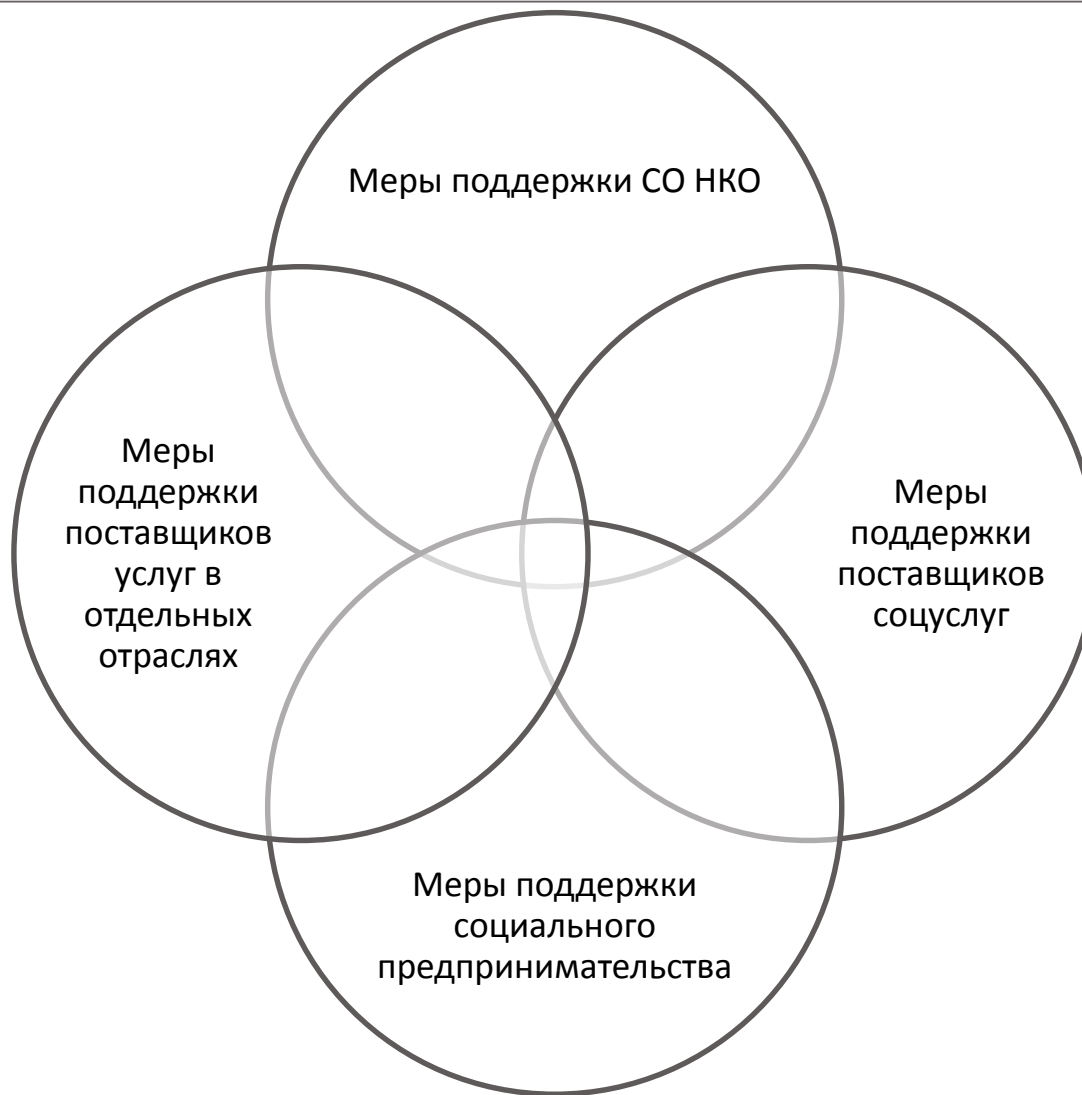 Меры поддержки СО НКО
Меры
поддержки
поставщиков
услуг в
отдельных
отраслях
Меры
поддержки
поставщиков
соцуслуг
Меры поддержки
социального
предпринимательства